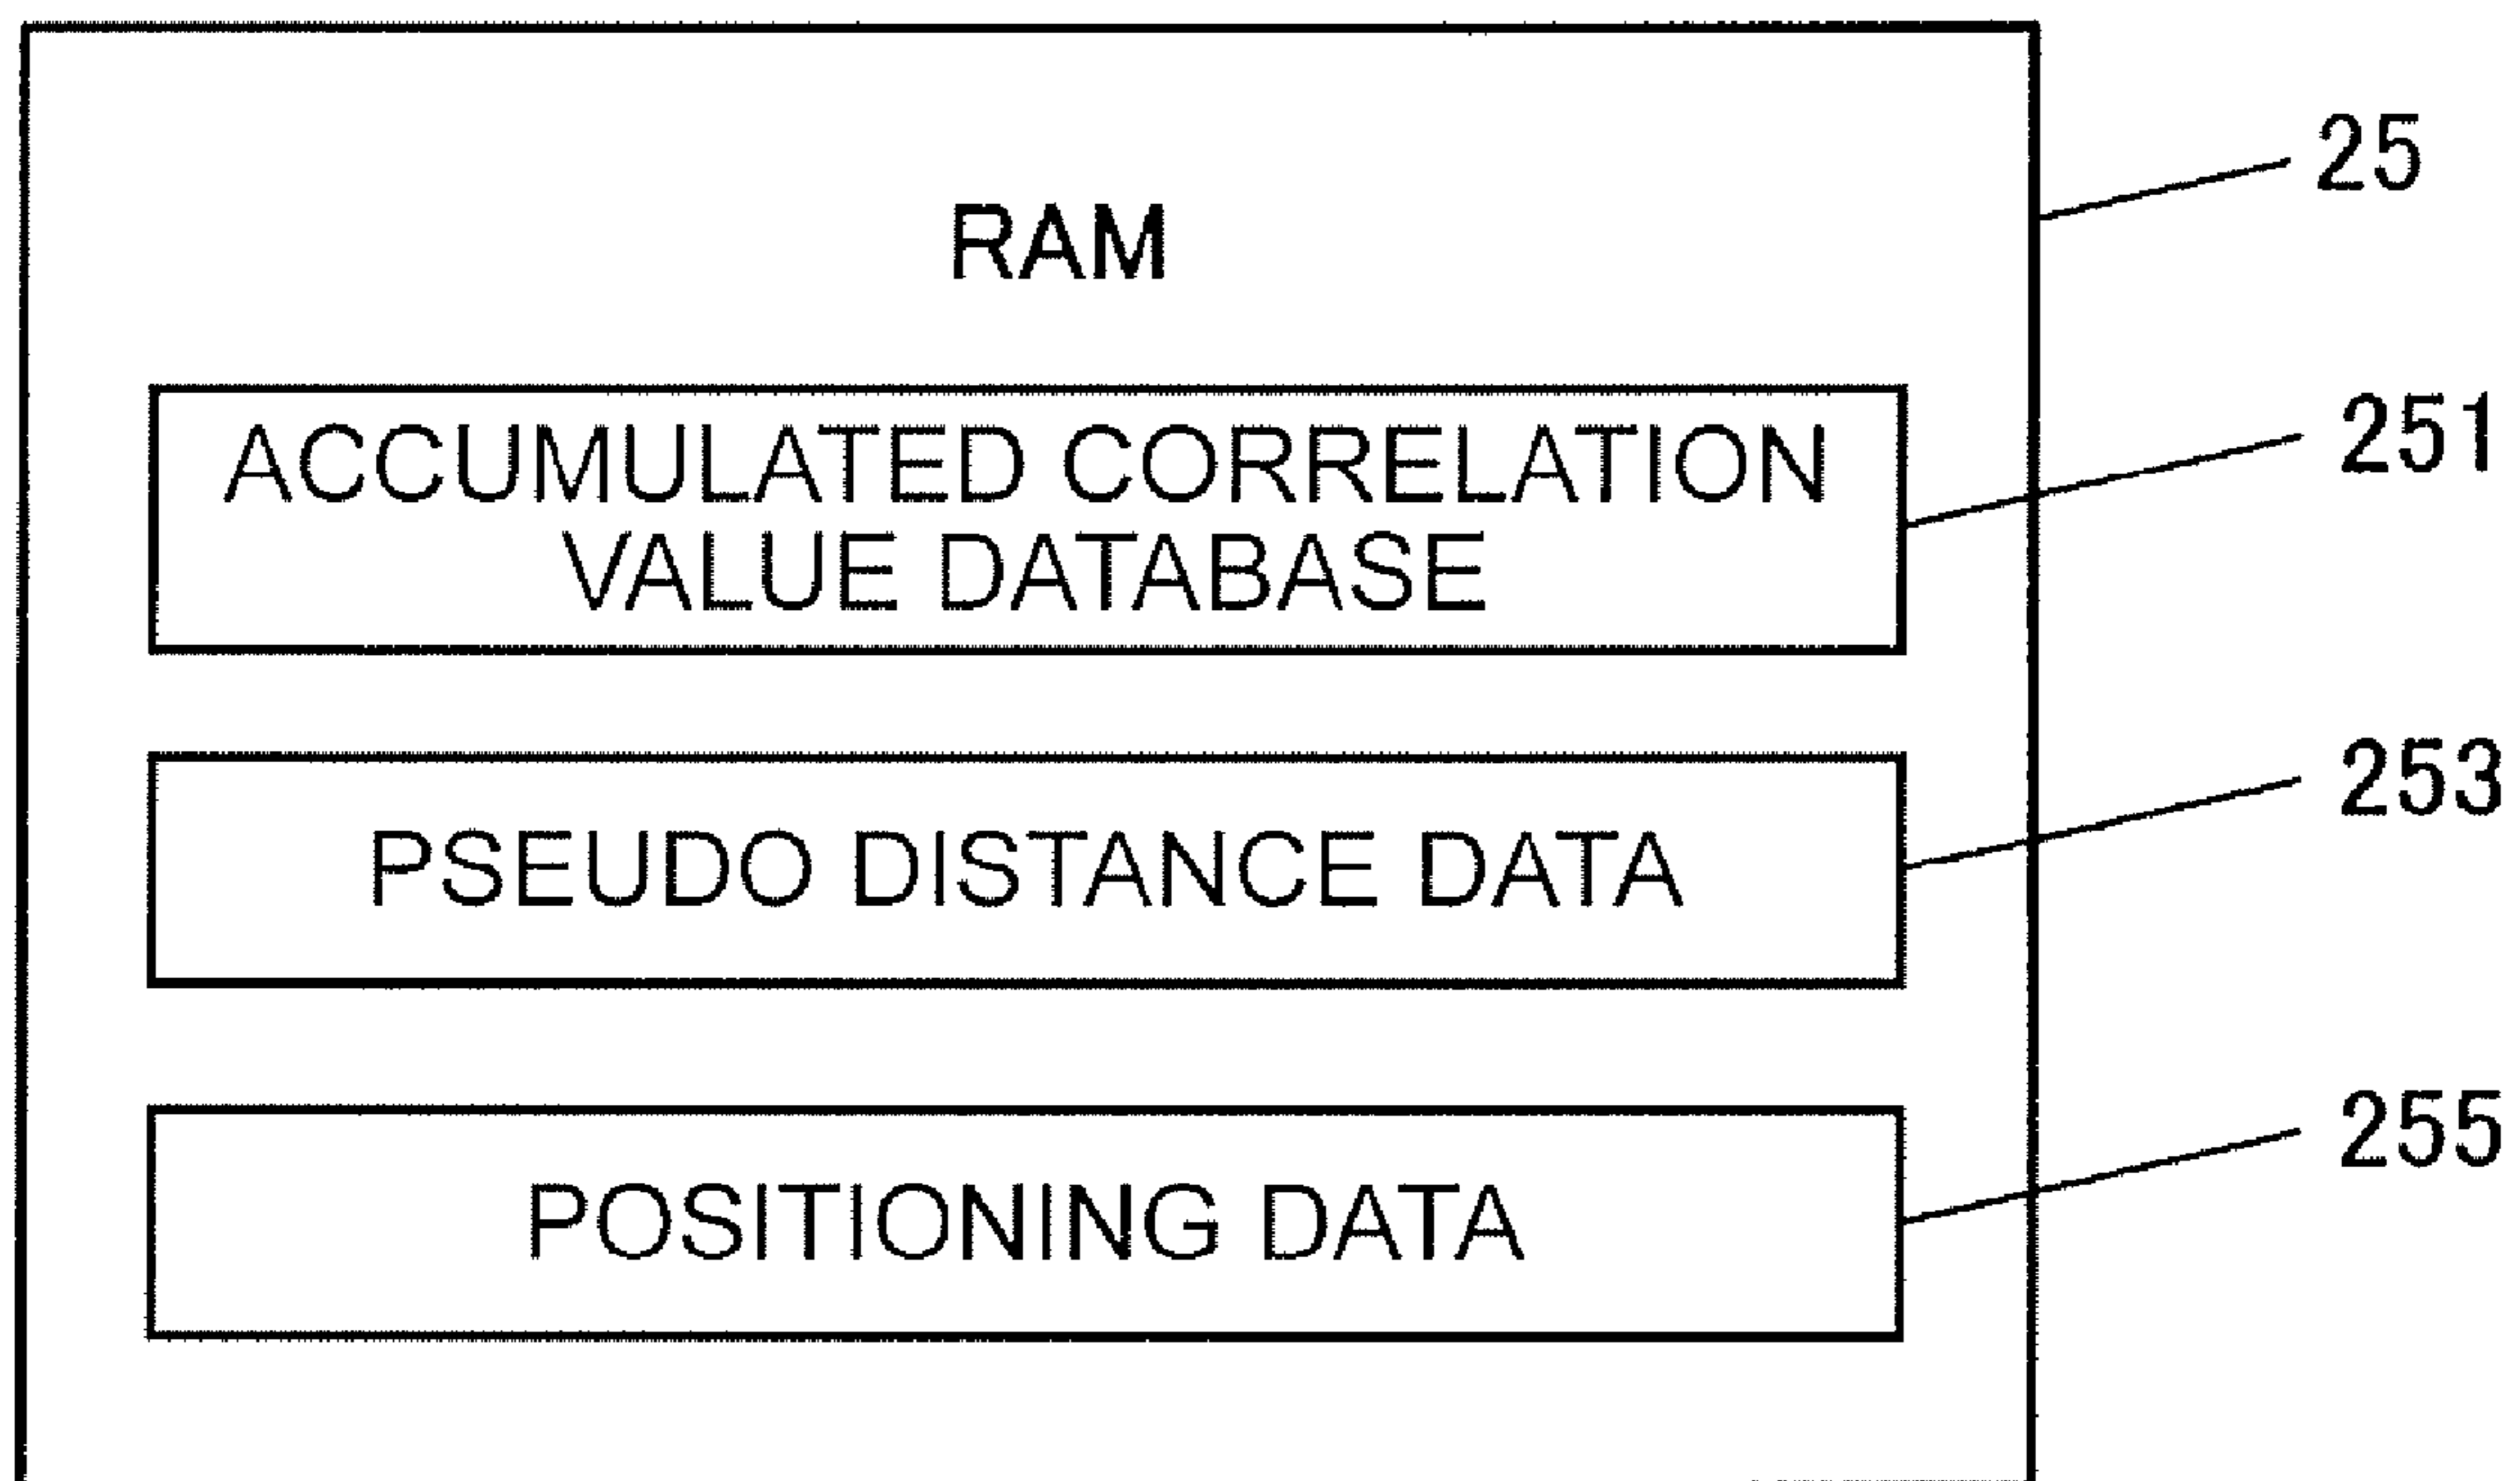 25
RAM
251
ACCUMULATED CORRELATION
VALUE DATABASE
253
PSEUDO DISTANCE DATA
255
POSITIONING DATA